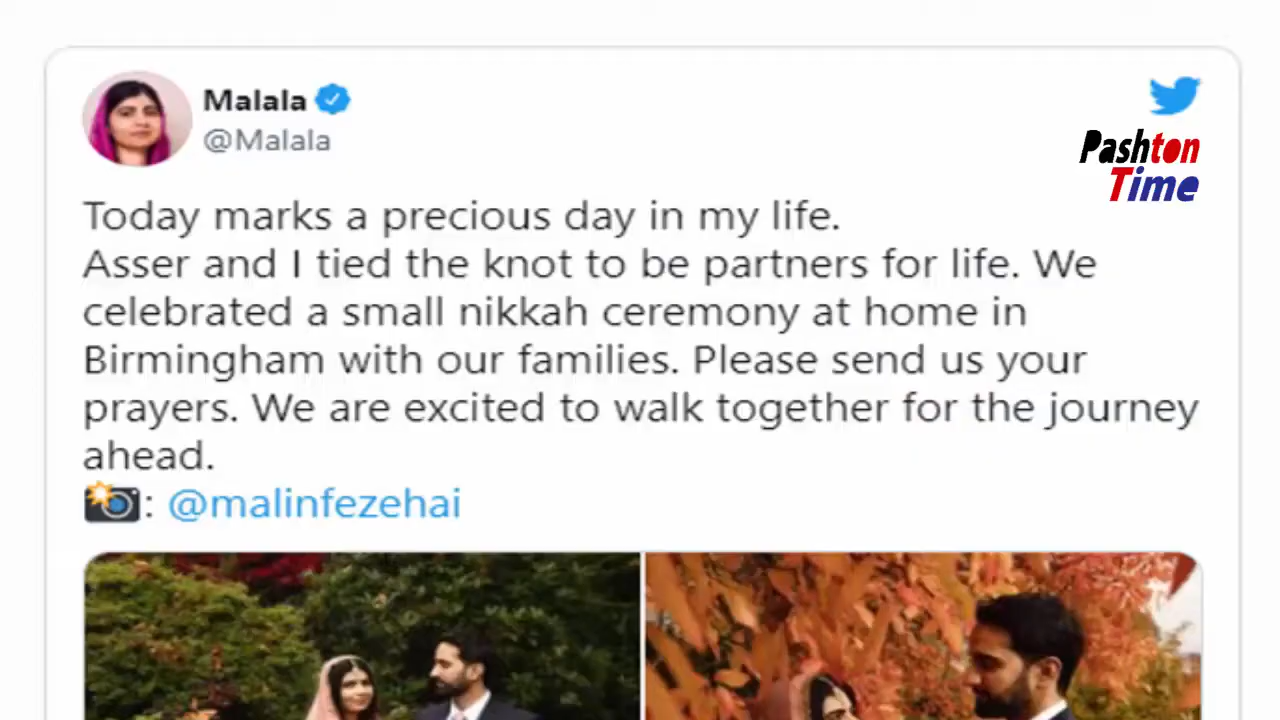 Malala
@Malala
Pashton
Time
Today marks a precious day in my life.
Asser and I tied the knot to be partners for life. We
celebrated a small nikkah ceremony at home in
Birmingham with our families. Please send us your
prayers. We are excited to walk together for the journey
ahead.
: @malinfezehai